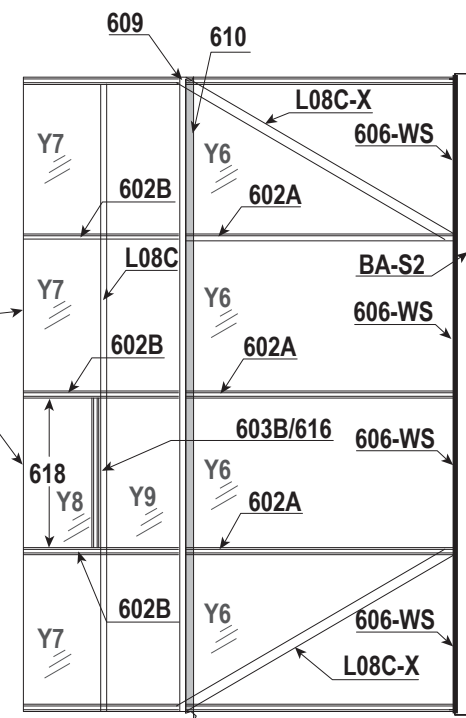 609
610
L08C-X
606-WS
Y7
Y6
602B
602A
L08C
BA-S2
Y7
Y6
606-WS
602B
602A
603B/616
606-WS
618
Y6
Y8
Y9
602A
602B
Y6
606-WS
Y7
L08C-X